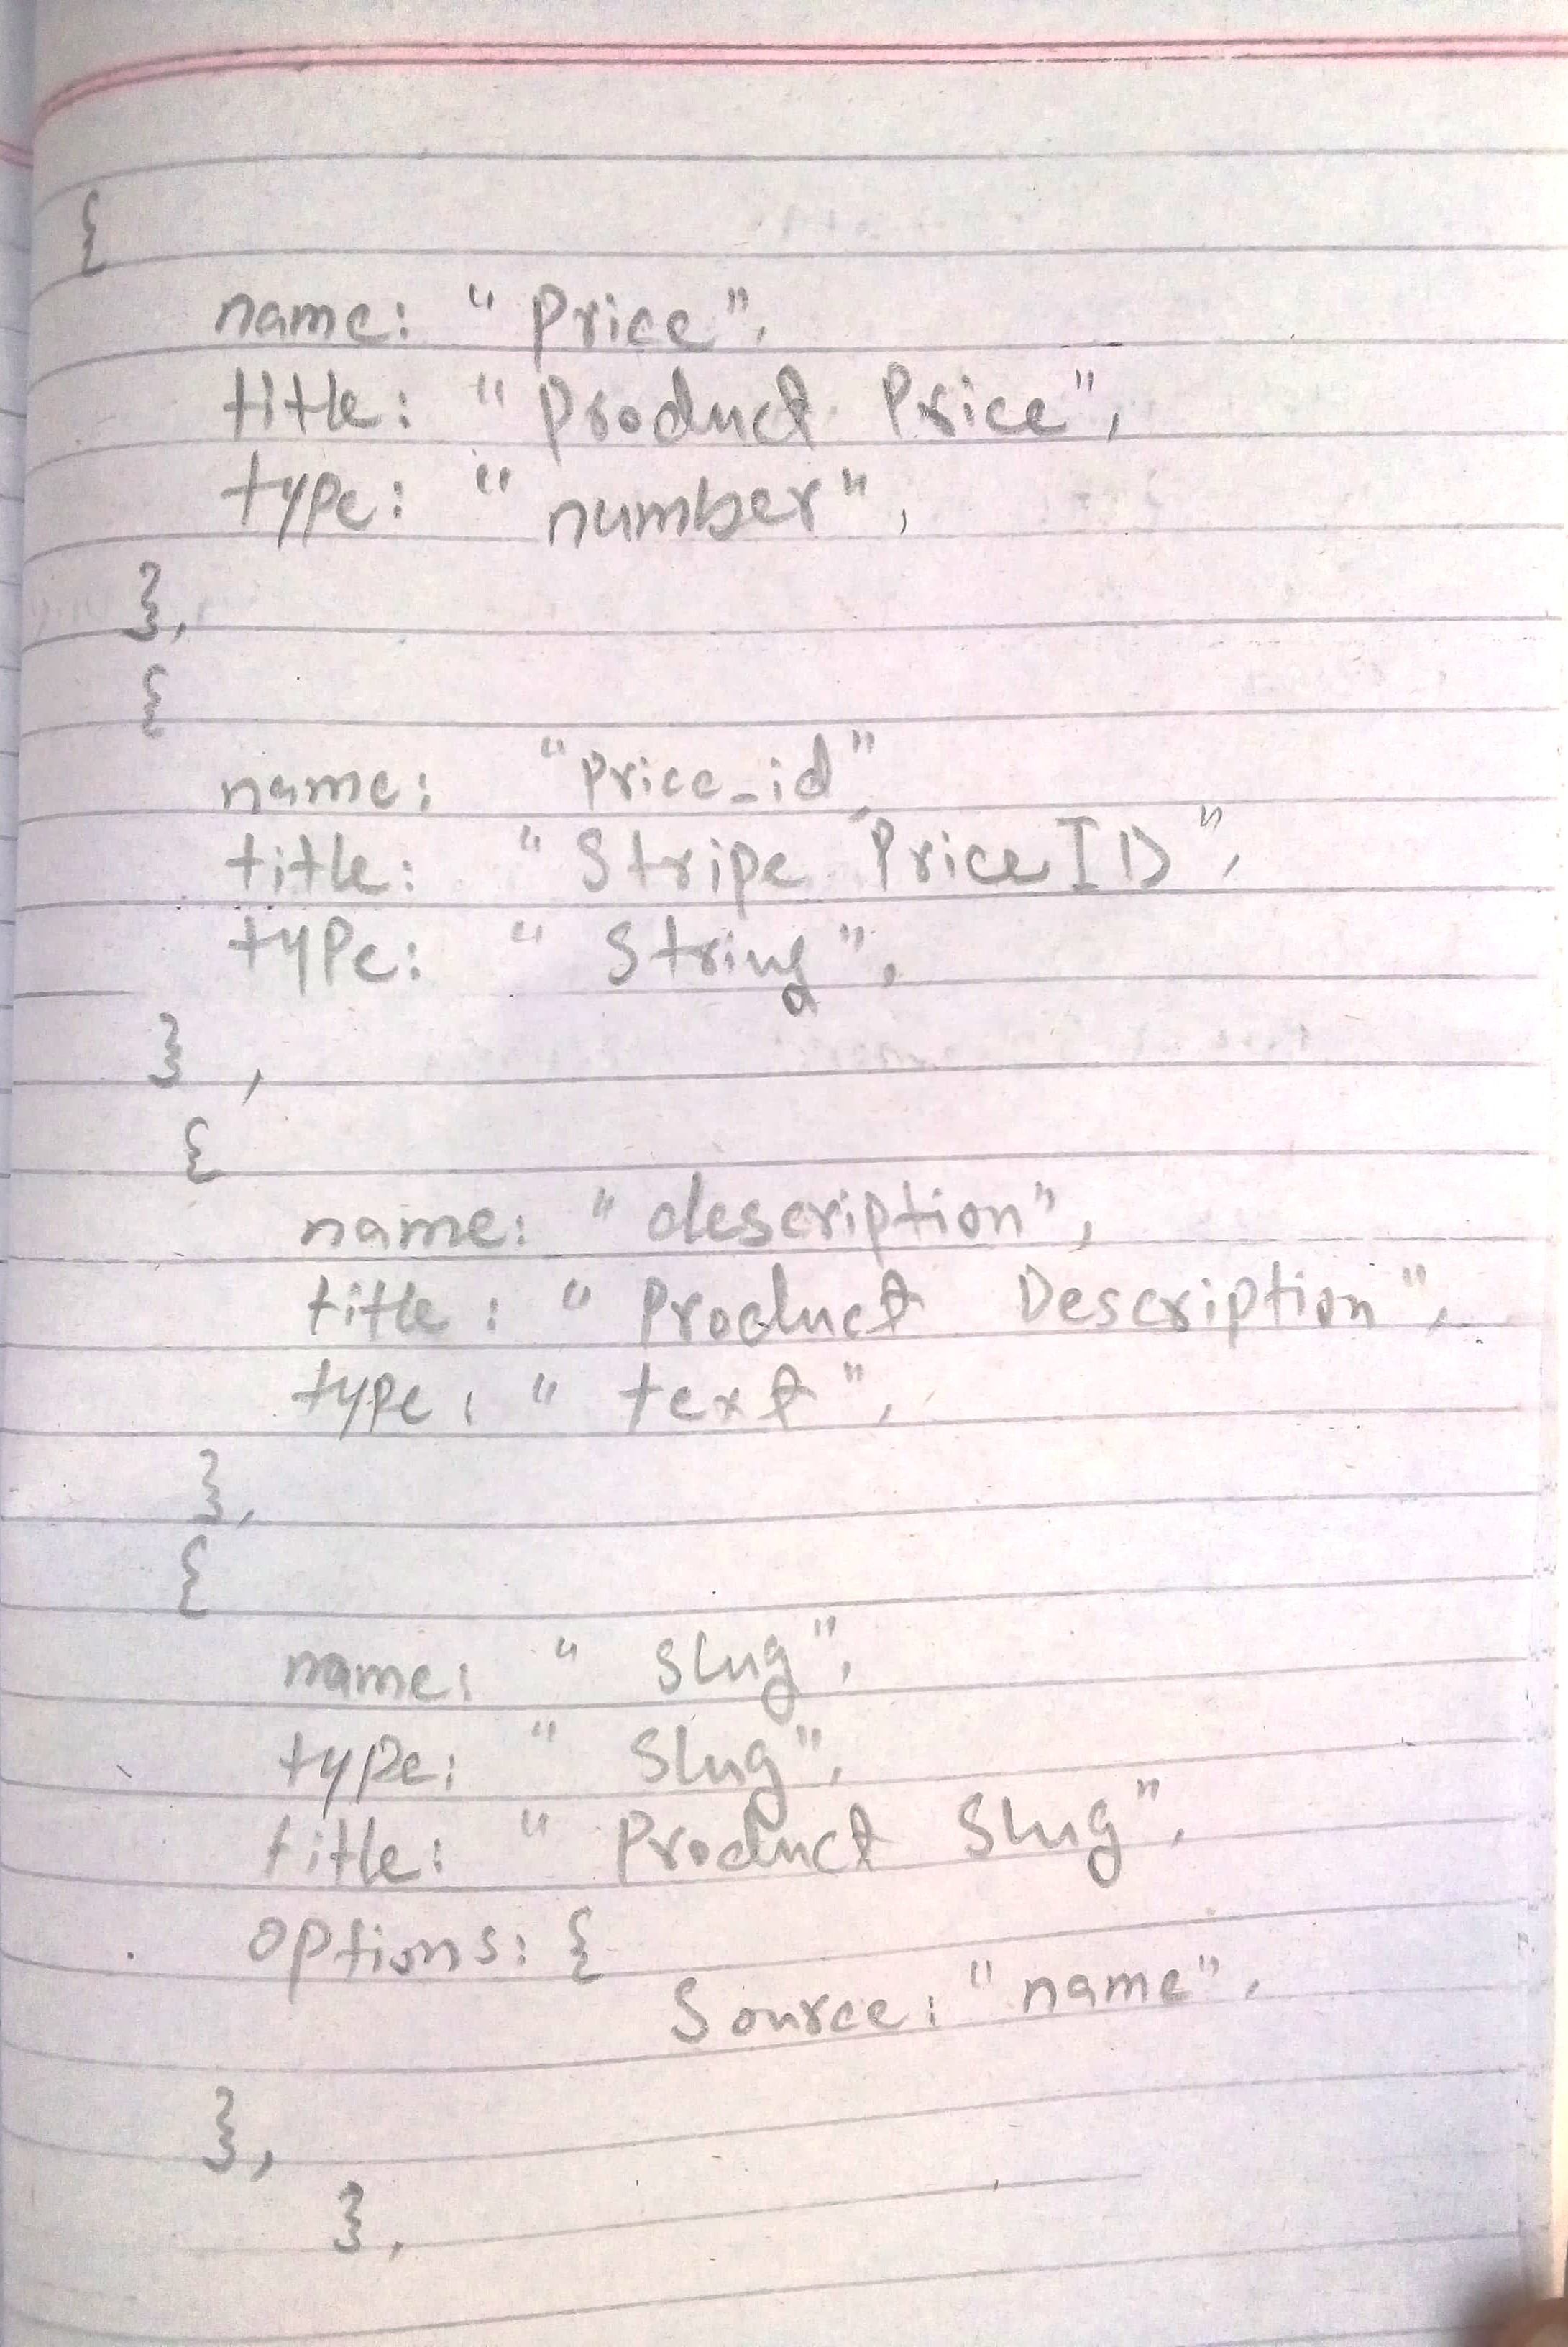 {
name: "price",
title: "Product Price",
type: "number",
},
{
name: "price_id",
title: "Stripe Price ID",
type: "String",
},
{
name: "description",
title: "Product Description",
type: "text",
},
{
name: "slug",
type: "Slug",
title: "Product Slug",
options: {
Source: "name",
},
},